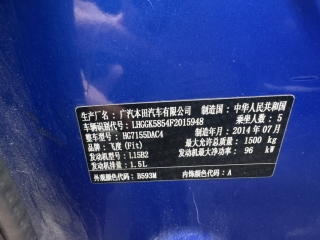 生产厂名：广汽本田汽车有限公司 制造国：中华人民共和国
车辆识别代号：LHGGK5854F2015948 乘坐人数：5
整车型号：HG7155DAC4 制造年月：2014年07月
品牌：飞度(Fit) 最大允许总质量：1500 kg
发动机型号：L15B2 发动机最大净功率：96 kW
发动机排量：1.5L
外观颜色代码：B593M 内饰颜色代码：A